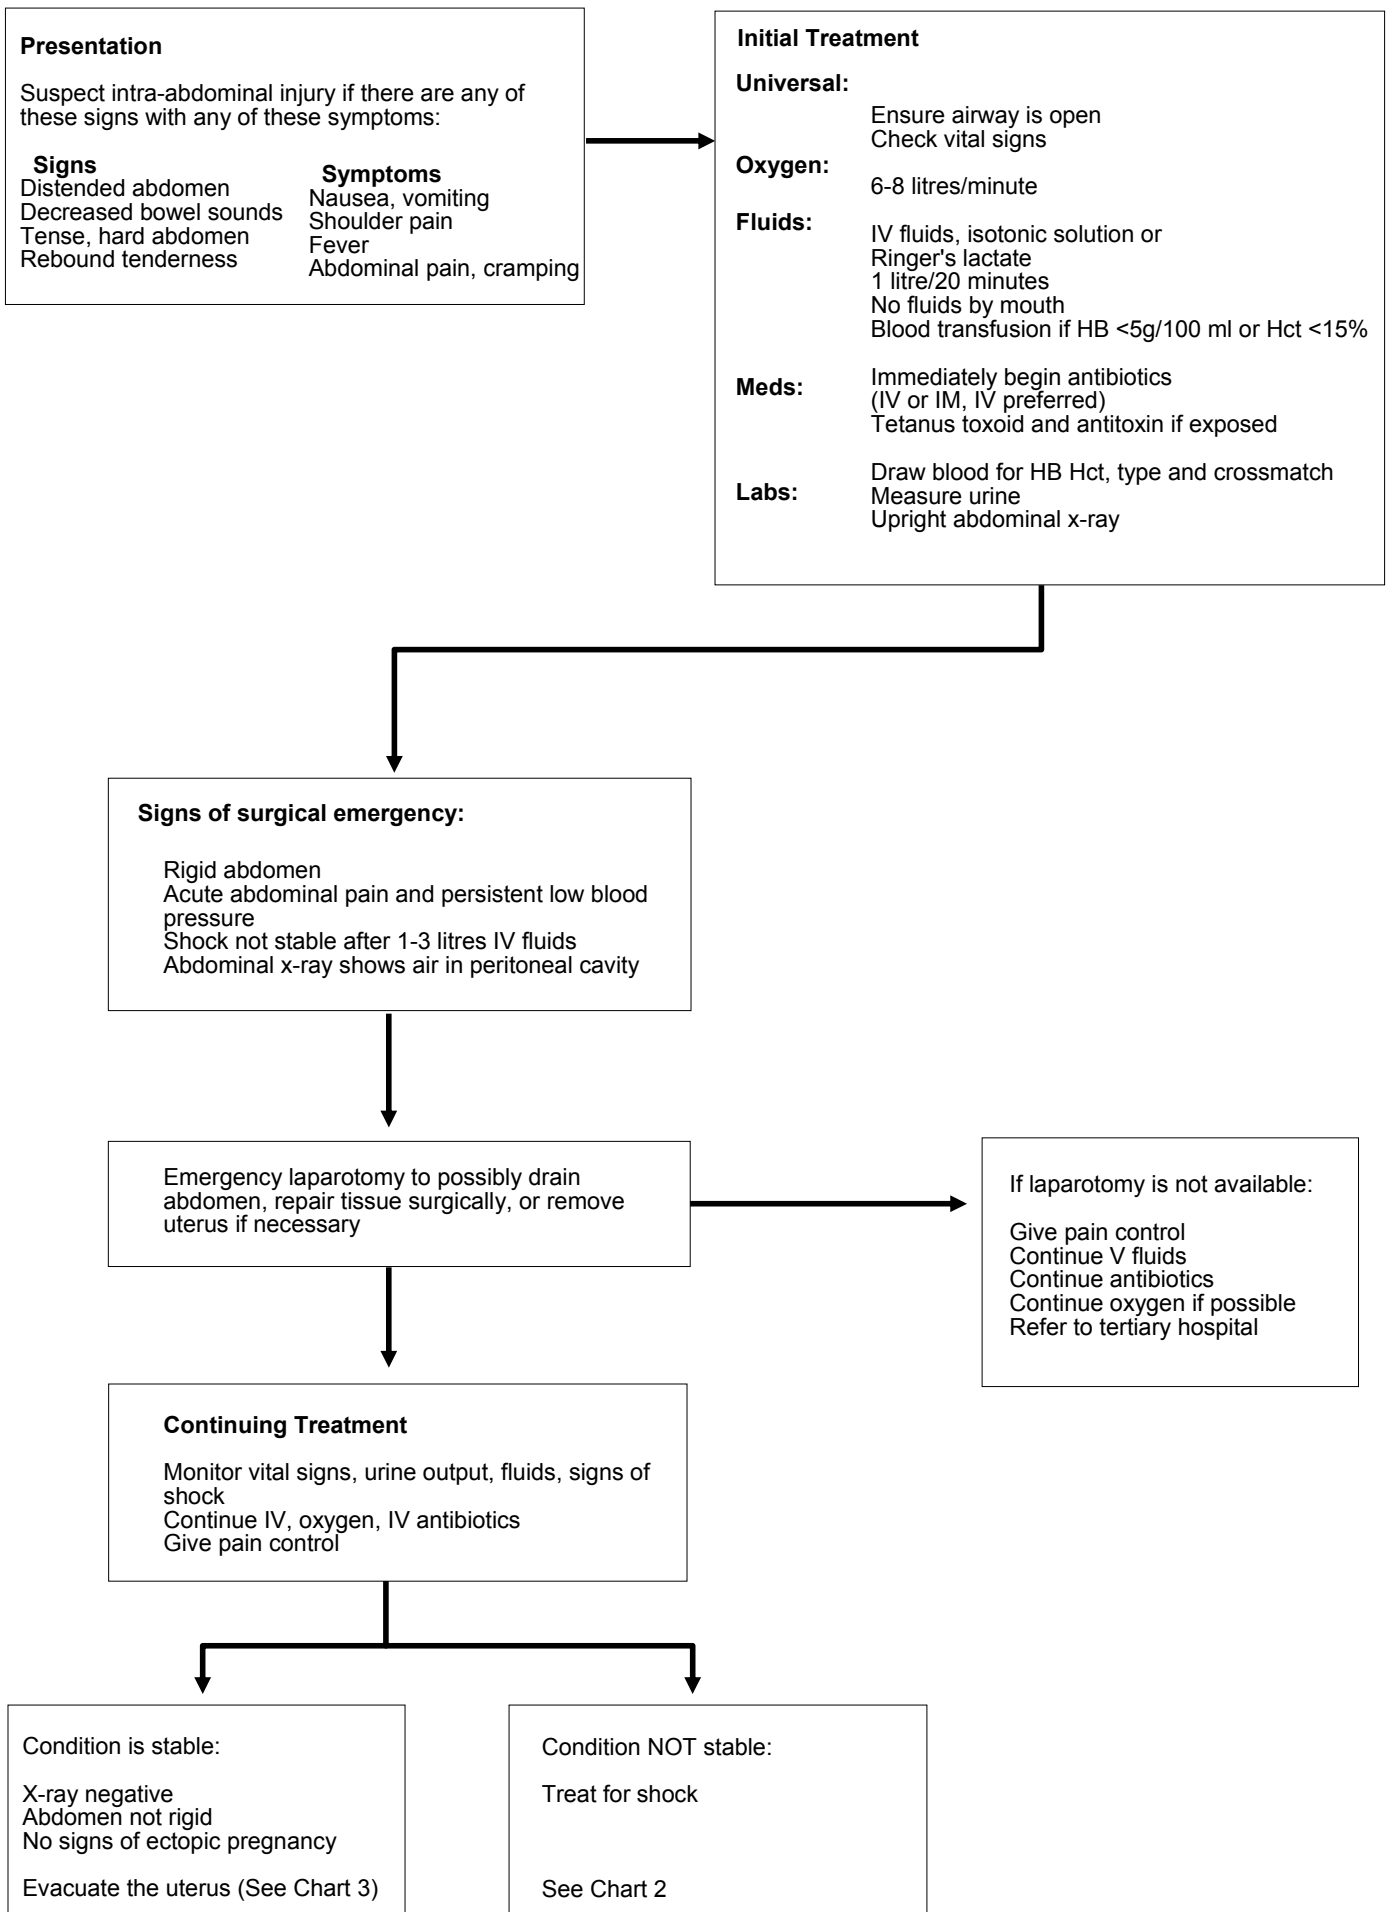 Presentation
Suspect intra-abdominal injury if there are any of
these signs with any of these symptoms:
Signs
Distended abdomen
Decreased bowel sounds
Tense, hard abdomen
Rebound tenderness
Symptoms
Nausea, vomiting
Shoulder pain
Fever
Abdominal pain, cramping
Initial Treatment
Universal:
Ensure airway is open
Check vital signs
Oxygen:
6-8 litres/minute
Fluids:
IV fluids, isotonic solution or
Ringer's lactate
1 litre/20 minutes
No fluids by mouth
Blood transfusion if HB <5g/100 ml or Hct <15%
Meds:
Immediately begin antibiotics
(IV or IM, IV preferred)
Tetanus toxoid and antitoxin if exposed
Labs:
Draw blood for HB Hct, type and crossmatch
Measure urine
Upright abdominal x-ray
Signs of surgical emergency:
Rigid abdomen
Acute abdominal pain and persistent low blood
pressure
Shock not stable after 1-3 litres IV fluids
Abdominal x-ray shows air in peritoneal cavity
Emergency laparotomy to possibly drain
abdomen, repair tissue surgically, or remove
uterus if necessary
If laparotomy is not available:
Give pain control
Continue V fluids
Continue antibiotics
Continue oxygen if possible
Refer to tertiary hospital
Continuing Treatment
Monitor vital signs, urine output, fluids, signs of
shock
Continue IV, oxygen, IV antibiotics
Give pain control
Condition is stable:
X-ray negative
Abdomen not rigid
No signs of ectopic pregnancy
Evacuate the uterus (See Chart 3)
Condition NOT stable:
Treat for shock
See Chart 2